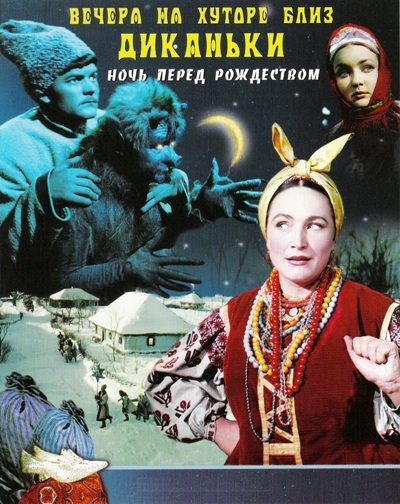 ВЕЧЕРА НА ХУТОРЕ БЛИЗ
ДИКАНЬКИ
НОЧЬ ПЕРЕД РОЖДЕСТВОМ